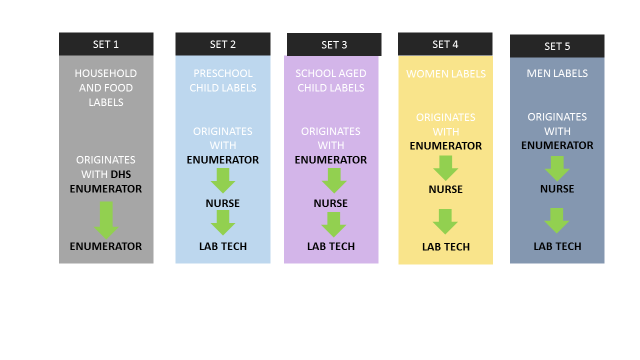 SET 1
HOUSEHOLD
AND FOOD
LABELS
ORIGINATES
WITH DHS
ENUMERATOR
ENUMERATOR
SET 2
PRESCHOOL
CHILD LABELS
ORIGINATES
WITH
ENUMERATOR
NURSE
LAB TECH
SET 3
SCHOOL AGED
CHILD LABELS
ORIGINATES
WITH
ENUMERATOR
NURSE
LAB TECH
SET 4
WOMEN LABELS
ORIGINATES
WITH
ENUMERATOR
NURSE
LAB TECH
SET 5
MEN LABELS
ORIGINATES
WITH
ENUMERATOR
NURSE
LAB TECH